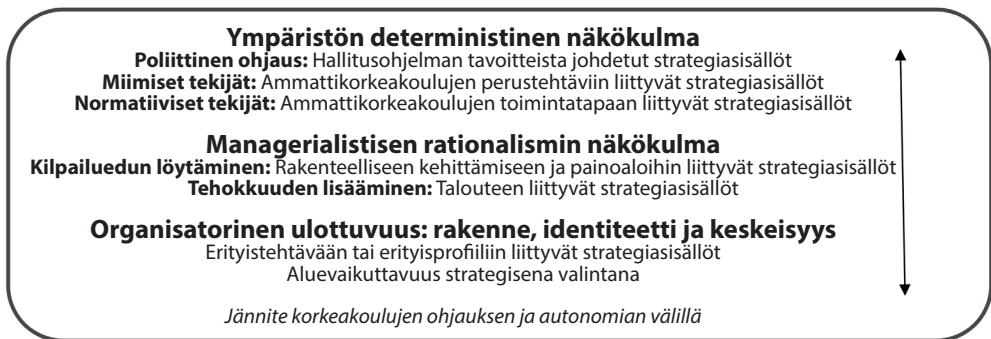 Ympäristön deterministinen näkökulma
Poliittinen ohjaus: Hallitusohjelman tavoitteista johdetut strategiasisällöt
Miimiset tekijät: Ammattikorkeakoulujen perustehtäviin liittyvät strategiasisällöt
Normatiiviset tekijät: Ammattikorkeakoulujen toimintatapaan liittyvät strategiasisällöt
Managerialistisen rationalismin näkökulma
Kilpailuedun löytäminen: Rakenteelliseen kehittämiseen ja painoaloihin liittyvät strategiasisällöt
Tehokkuuden lisääminen: Talouteen liittyvät strategiasisällöt
Organisatorinen ulottuvuus: rakenne, identiteetti ja keskeisyys
Erityistehtävään tai erityisprofiiliin liittyvät strategiasisällöt
Aluevaikuttavuus strategisena valintana
Jännite korkeakoulujen ohjauksen ja autonomian välillä